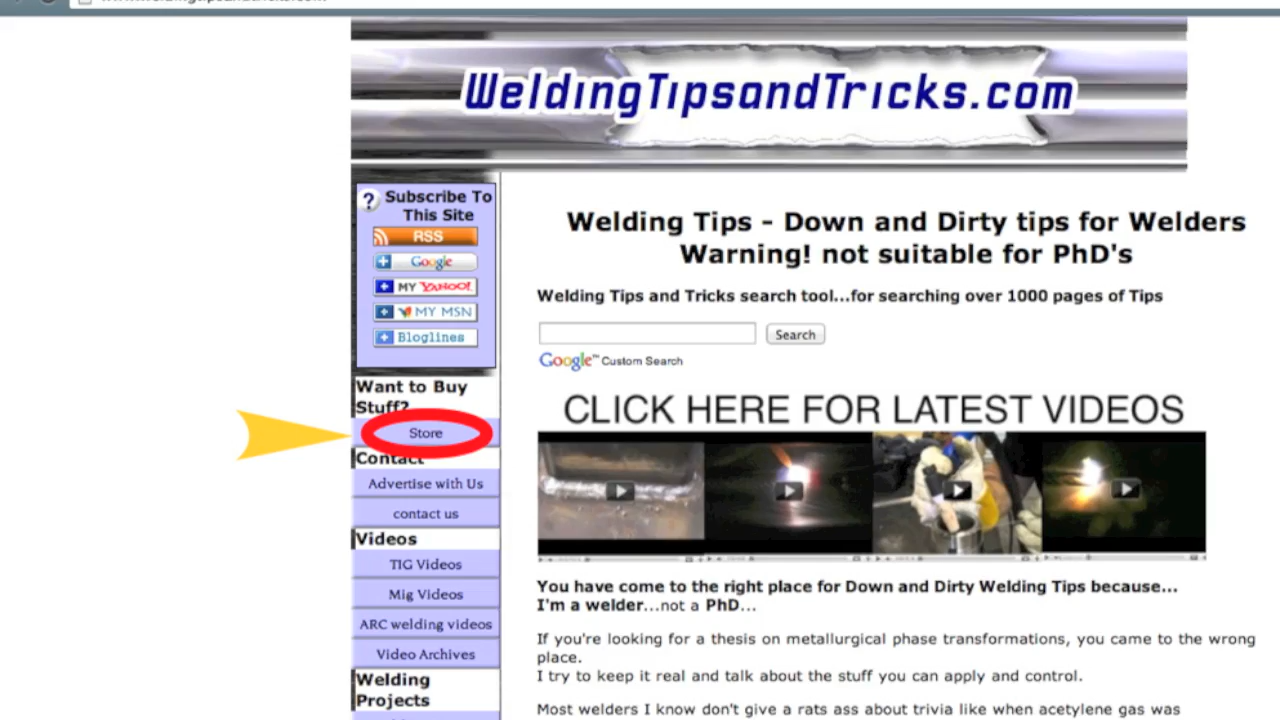 WeldingTipsandTricks.com
?
Subscribe To
This Site
RSS
Google
MY YAHOO!
MY MSN
Bloglines
Want to Buy
Stuff?
Store
Contact
Advertise with Us
contact us
Videos
TIG Videos
Mig Videos
ARC welding videos
Video Archives
Welding
Projects
Welding Tips - Down and Dirty tips for Welders
Warning! not suitable for PhD's
Welding Tips and Tricks search tool...for searching over 1000 pages of Tips
Search
Google™ Custom Search
CLICK HERE FOR LATEST VIDEOS
You have come to the right place for Down and Dirty Welding Tips because...
I'm a welder...not a PhD...
If you're looking for a thesis on metallurgical phase transformations, you came to the wrong
place.
I try to keep it real and talk about the stuff you can apply and control.
Most welders I know don't give a rats ass about trivia like when acetylene gas was